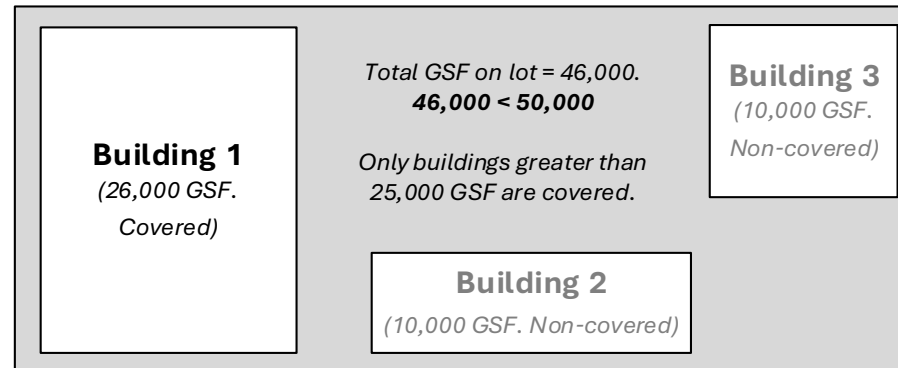 Building 1
(26,000 GSF.
Covered)
Total GSF on lot = 46,000.
46,000 < 50,000
Only buildings greater than
25,000 GSF are covered.
Building 2
(10,000 GSF. Non-covered)
Building 3
(10,000 GSF.
Non-covered)